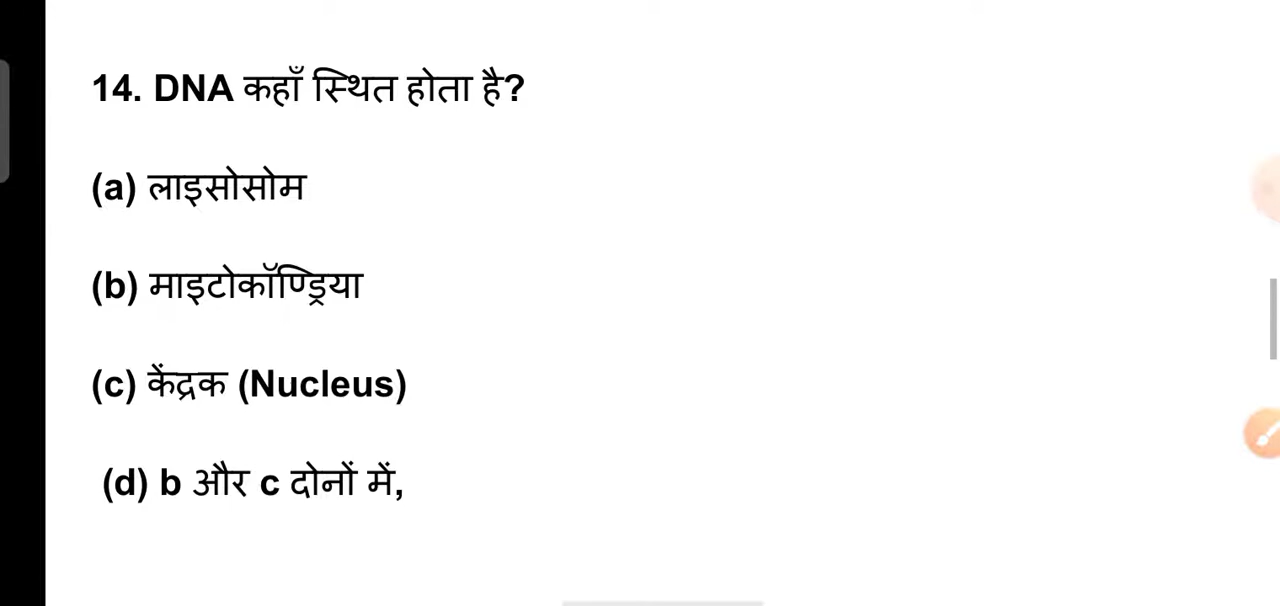 14. DNA कहाँ स्थित होता है?
(a) लाइसोसोम
(b) माइटोकॉण्ड्रिया
(c) केंद्रक (Nucleus)
(d) b और c दोनों में,